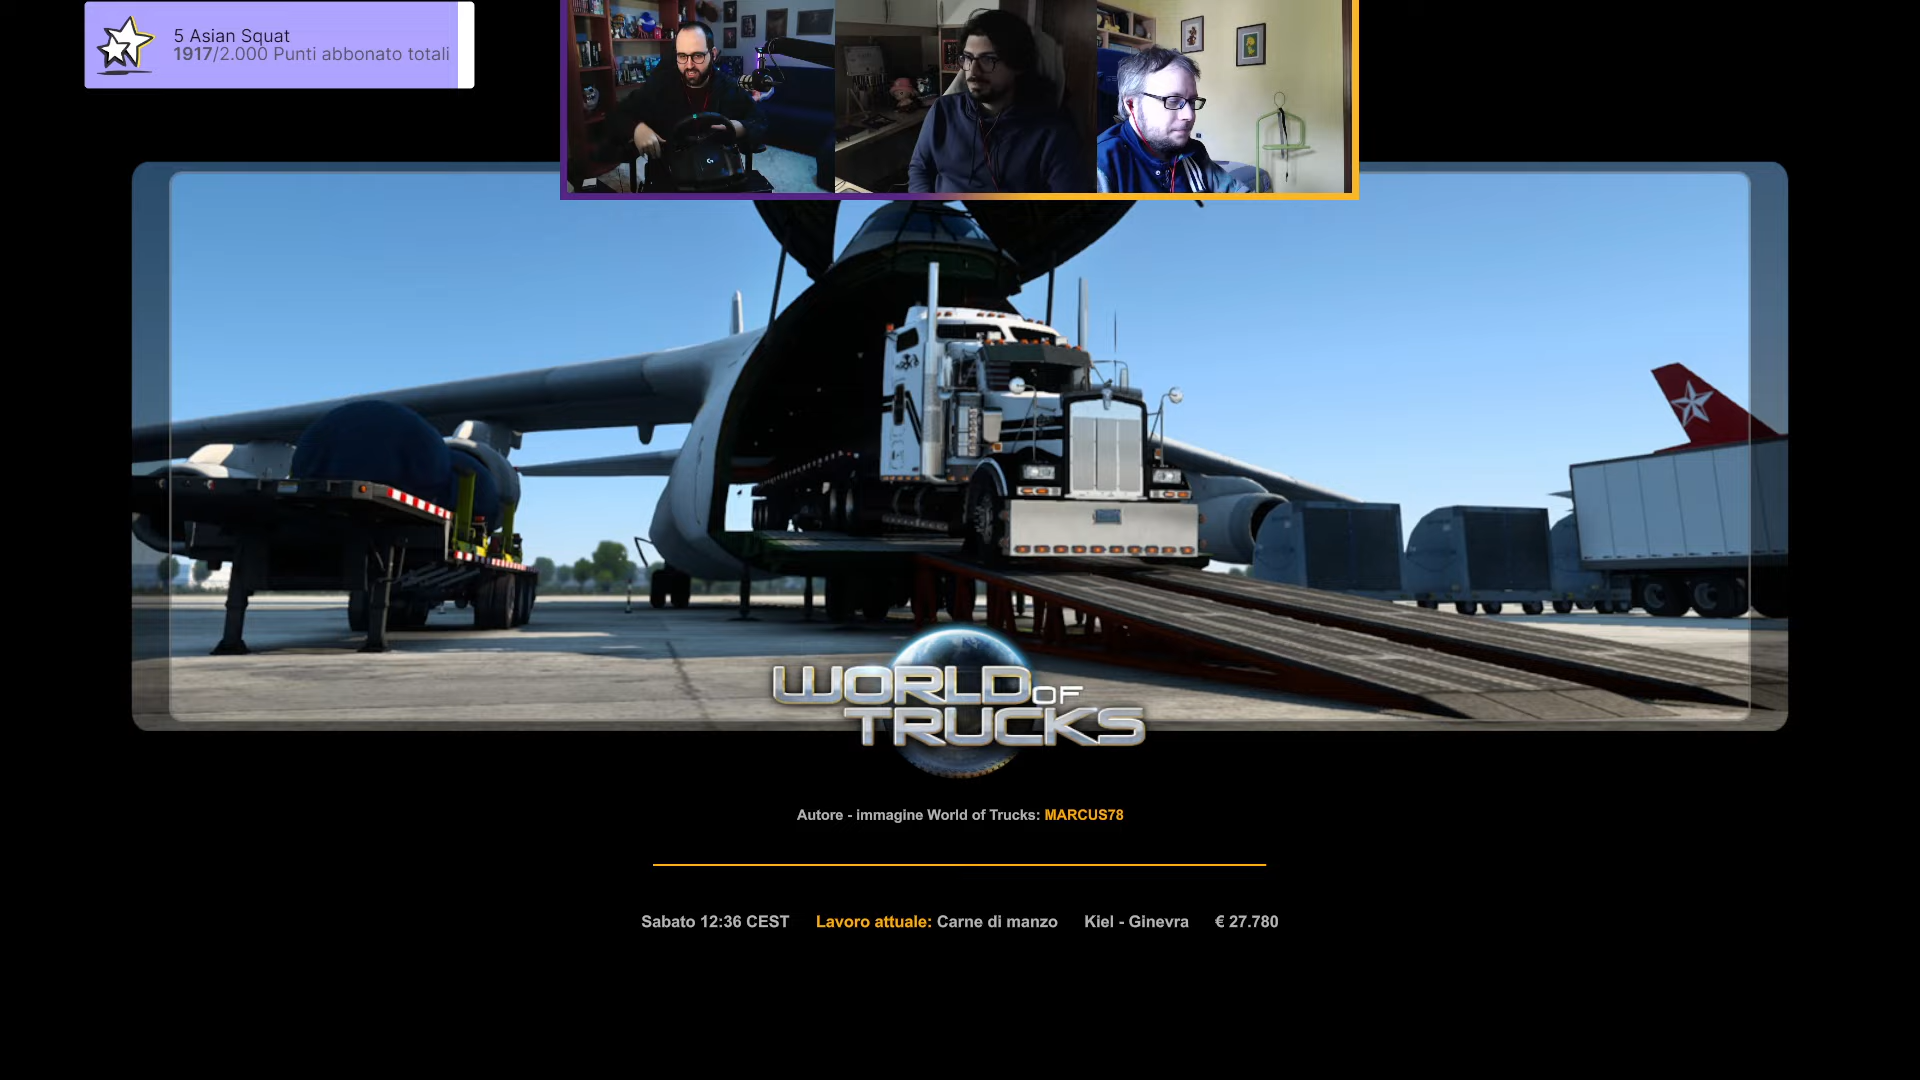 5 Asian Squat
1917/2.000 Punti abbonato totali
WORLD OF
TRUCKS
Autore - immagine World of Trucks: MARCUS78
Sabato 12:36 CEST Lavoro attuale: Carne di manzo Kiel - Ginevra € 27.780